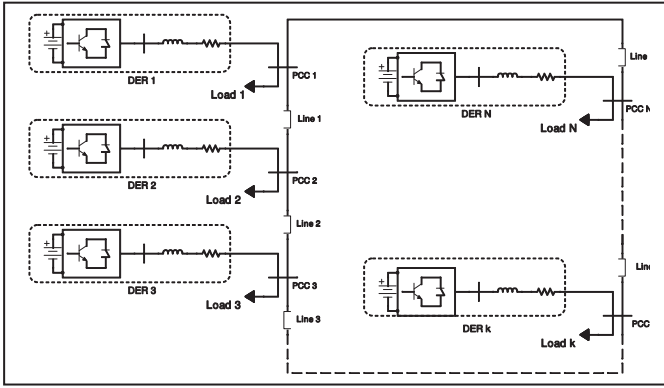 DER 1
PCC 1
Load 1
Line 1
DER 2
PCC 2
Load 2
Line 2
DER 3
PCC 3
Load 3
Line 3
Line
DER N
PCC N
Load N
DER k
PCC
Load k